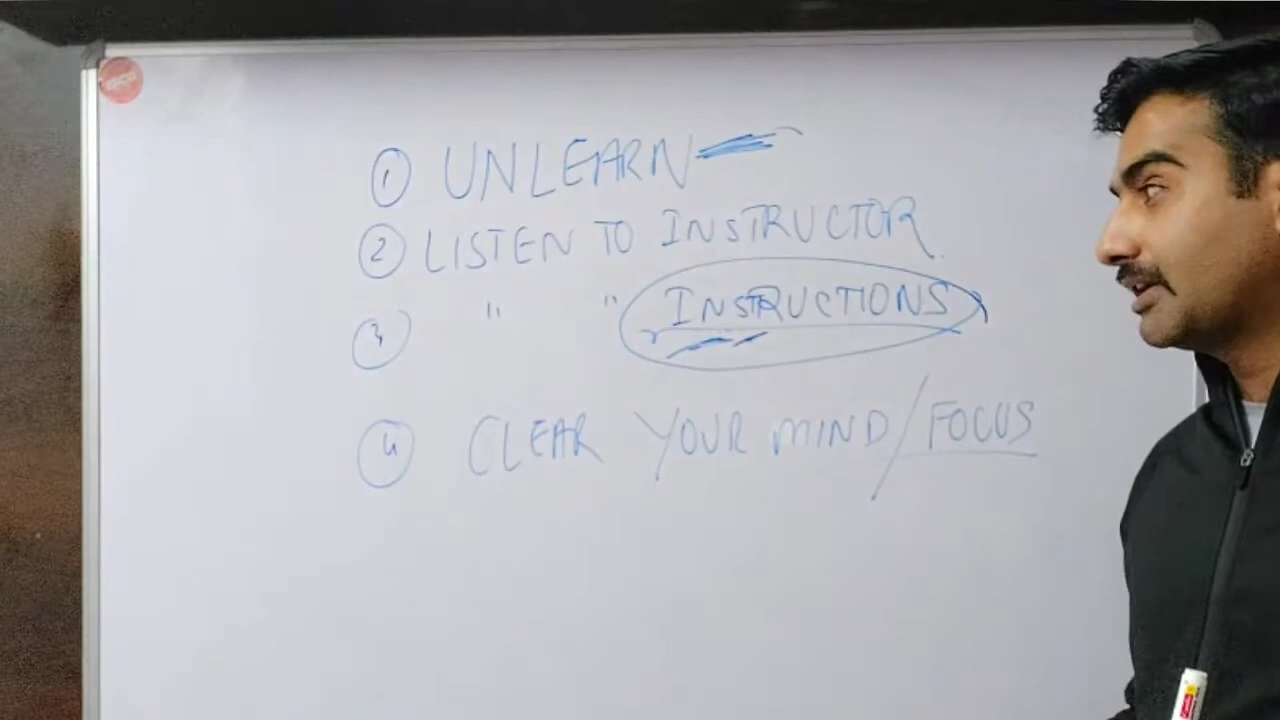 ① UNLEARN
② LISTEN TO INSTRUCTOR.
③ " " INSTRUCTIONS
④ CLEAR YOUR MIND/FOCUS